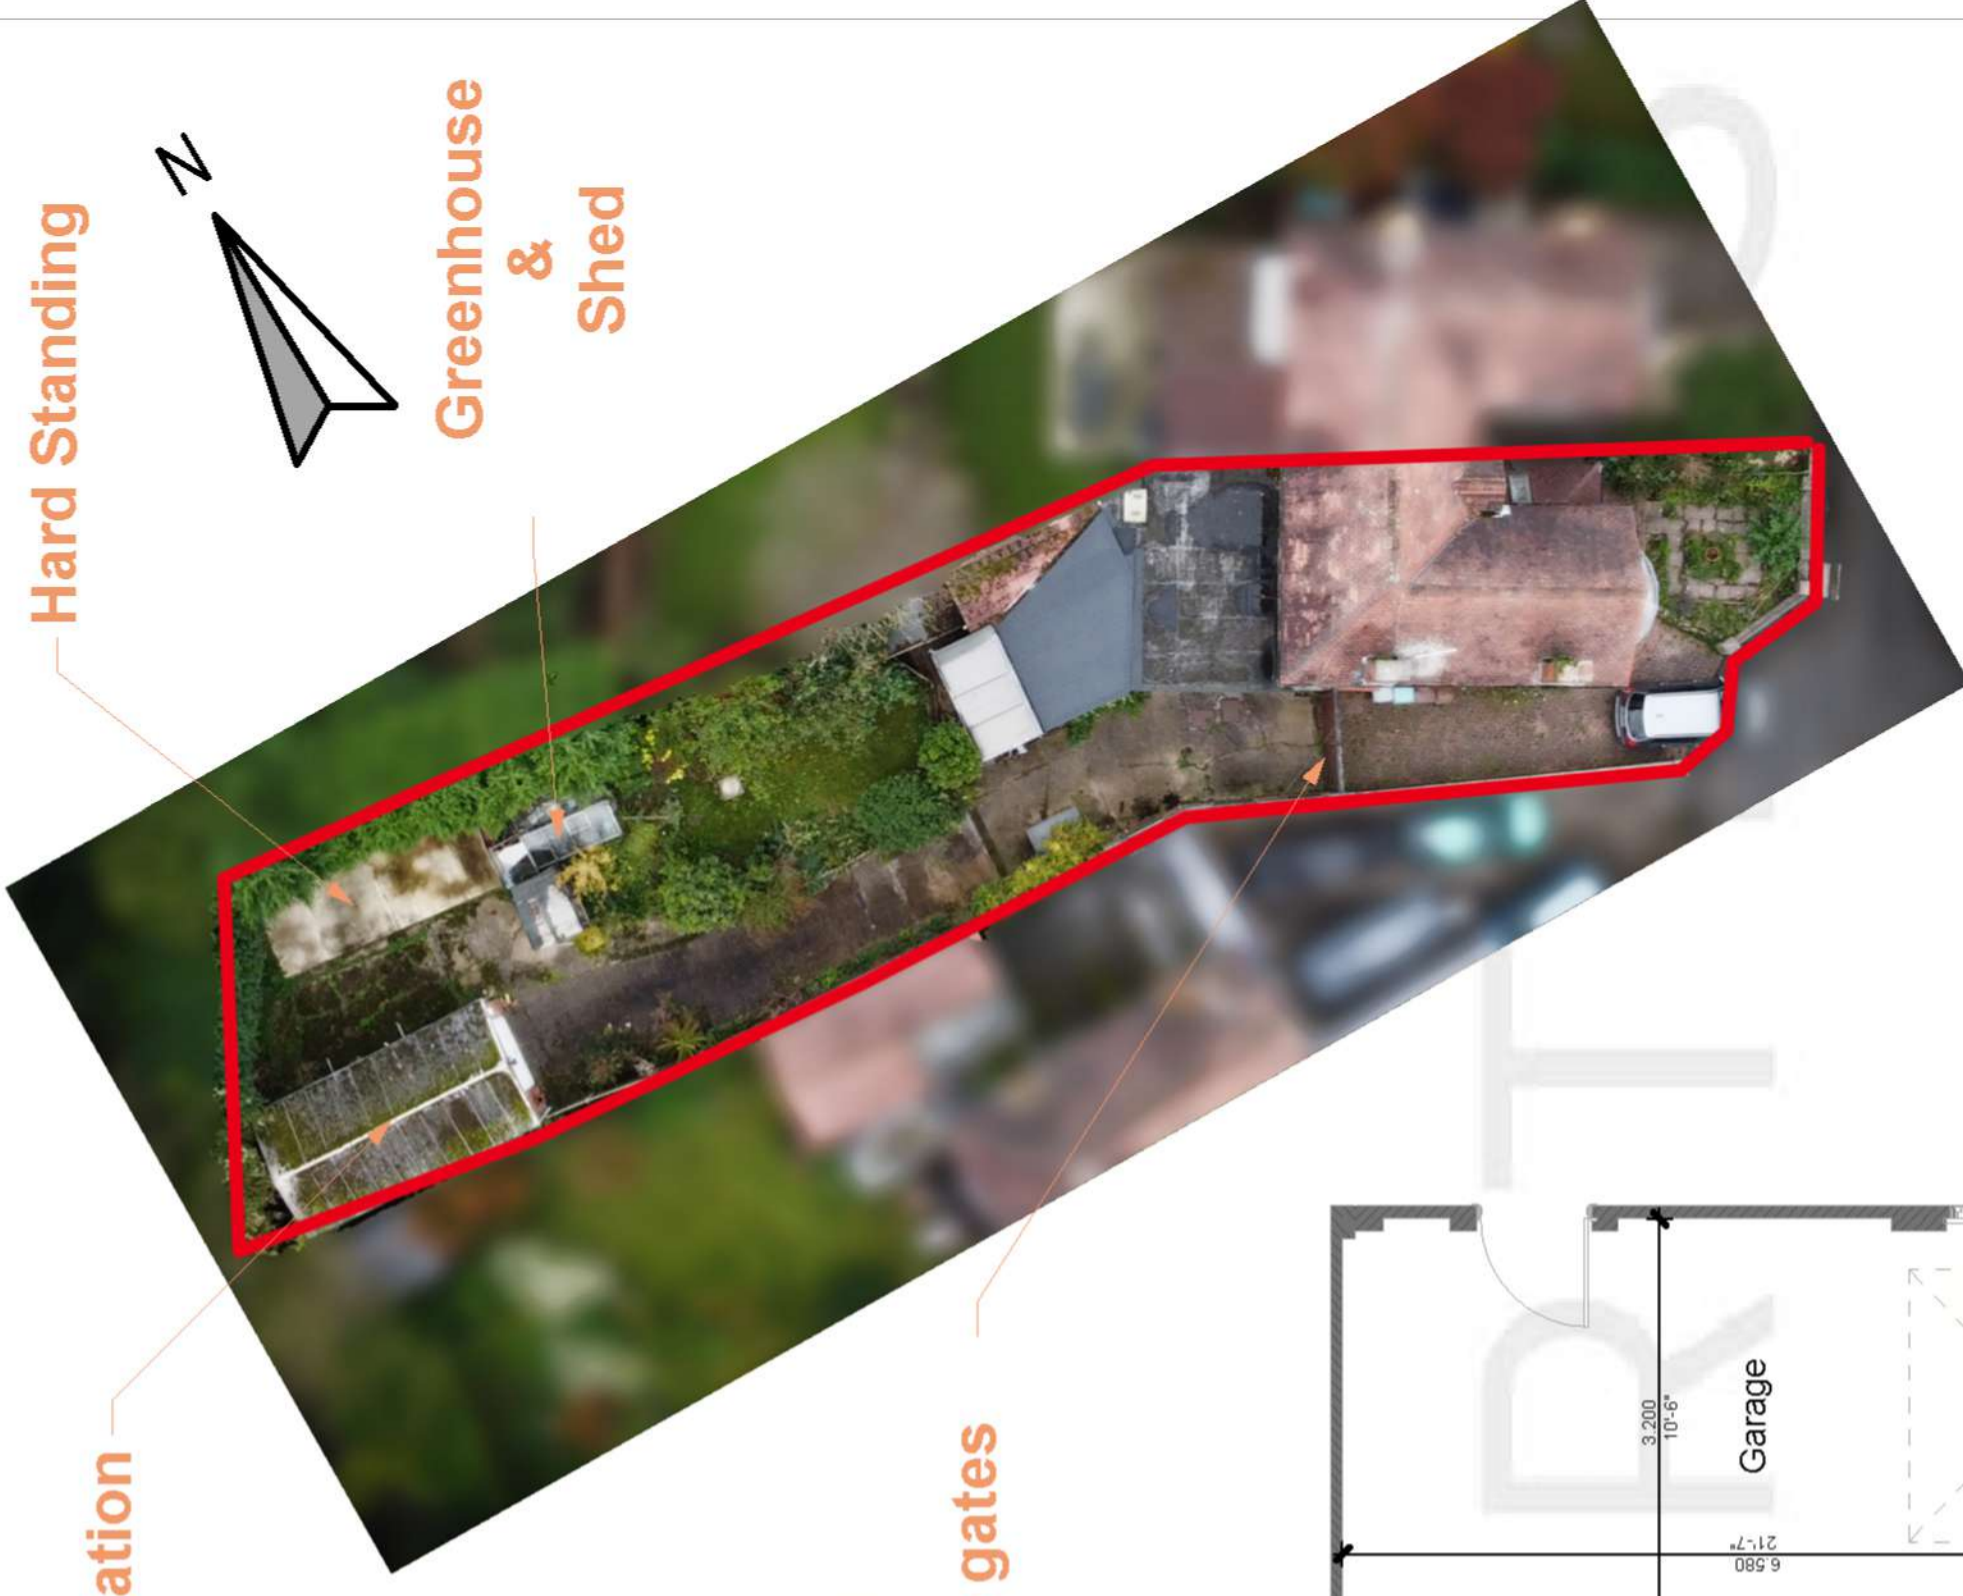 Hard Standing
N
Greenhouse
&
Shed
ation
gates
Garage
3.200
10'-6"
6.580
21'-7"